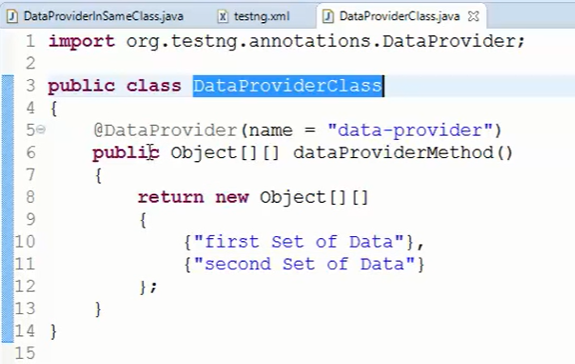 DataProviderInSameClass.java testng.xml DataProviderClass.java
1 import org.testng.annotations.DataProvider;
2
3 public class DataProviderClass
4 {
5 @DataProvider(name = "data-provider")
6 public Object[][] dataProviderMethod()
7 {
8 return new Object[][]
9 {
10 {"first Set of Data"},
11 {"second Set of Data"}
12 };
13 }
14 }
15